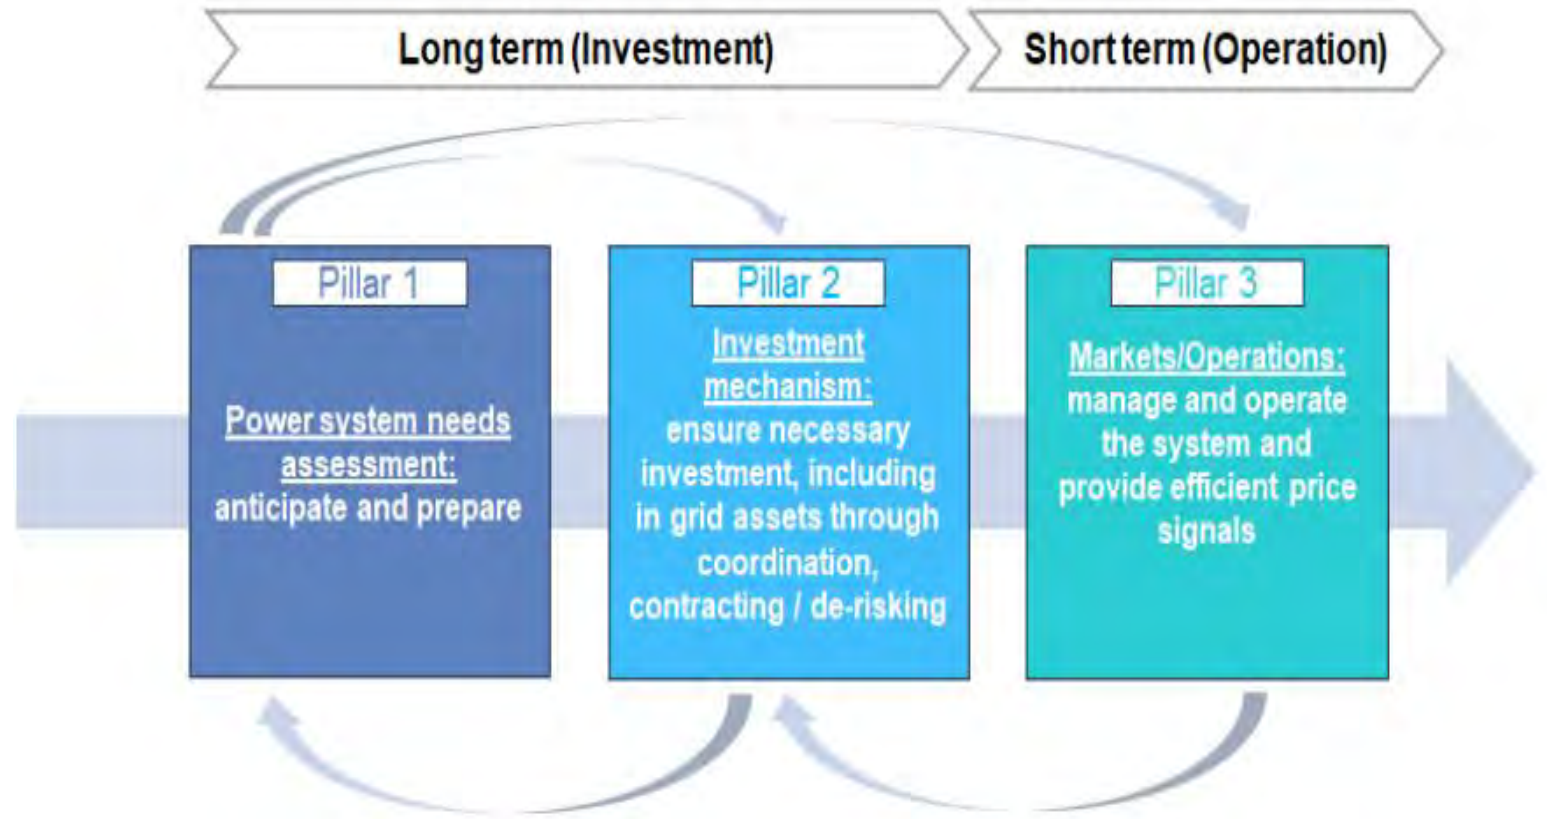 Long term (Investment)
Short term (Operation)
Pillar 1
Power system needs
assessment:
anticipate and prepare
Pillar 2
Investment
mechanism:
ensure necessary
investment, including
in grid assets through
coordination,
contracting / de-risking
Pillar 3
Markets/Operations:
manage and operate
the system and
provide efficient price
signals